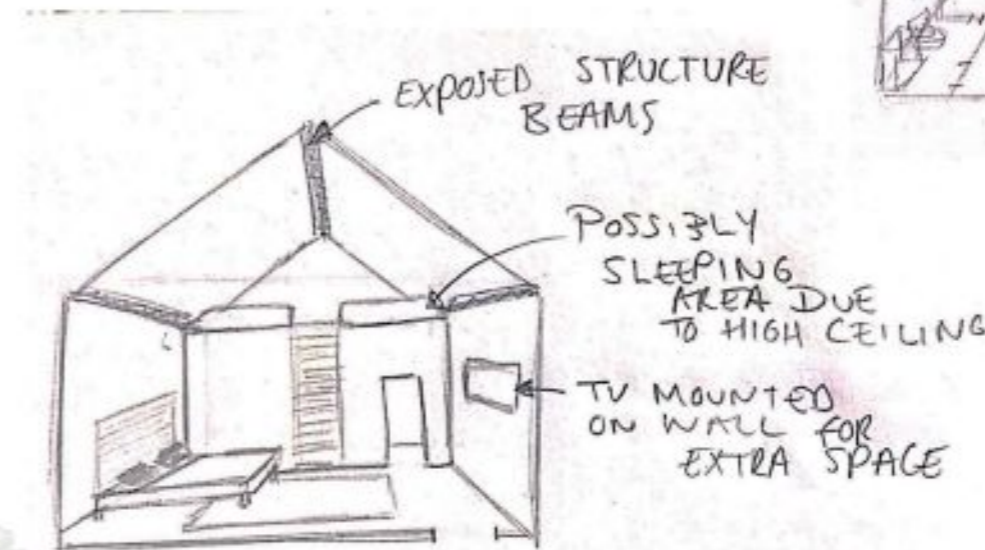 EXPOSED STRUCTURE
BEAMS
POSSIBLY
SLEEPING
AREA DUE
TO HIGH CEILING
TV MOUNTED
ON WALL FOR
EXTRA SPACE